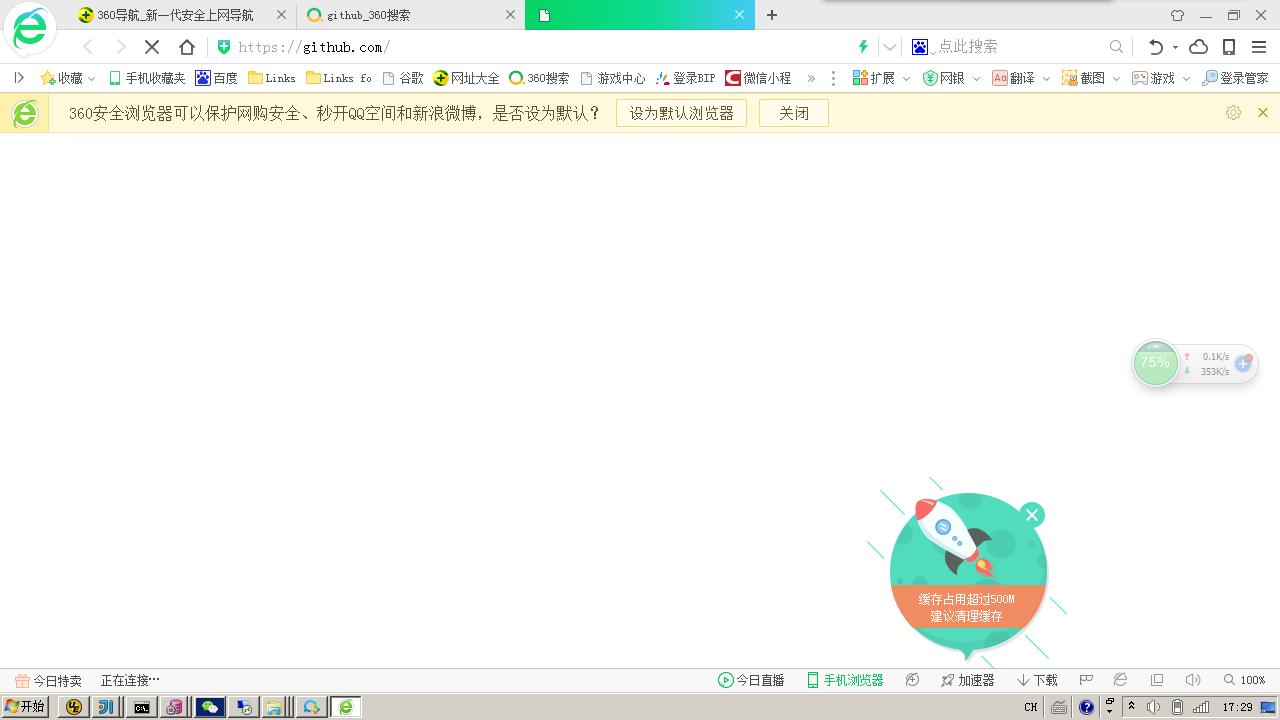 360导航_新一代安全上网导航 github_360搜索
https://github.com/ 点此搜索
收藏 手机收藏夹 百度 Links Links fo 谷歌 网址大全 360搜索 游戏中心 登录BIP 微信小程 » 扩展 网银 翻译 截图 游戏 登录管家
360安全浏览器可以保护网购安全、秒开QQ空间和新浪微博，是否设为默认？ 设为默认浏览器 关闭
75% 0.1K/s
353K/s
缓存占用超过500M
建议清理缓存
今日特卖 正在连接… 今日直播 手机浏览器 加速器 下载 100%
开始 CH 17:29